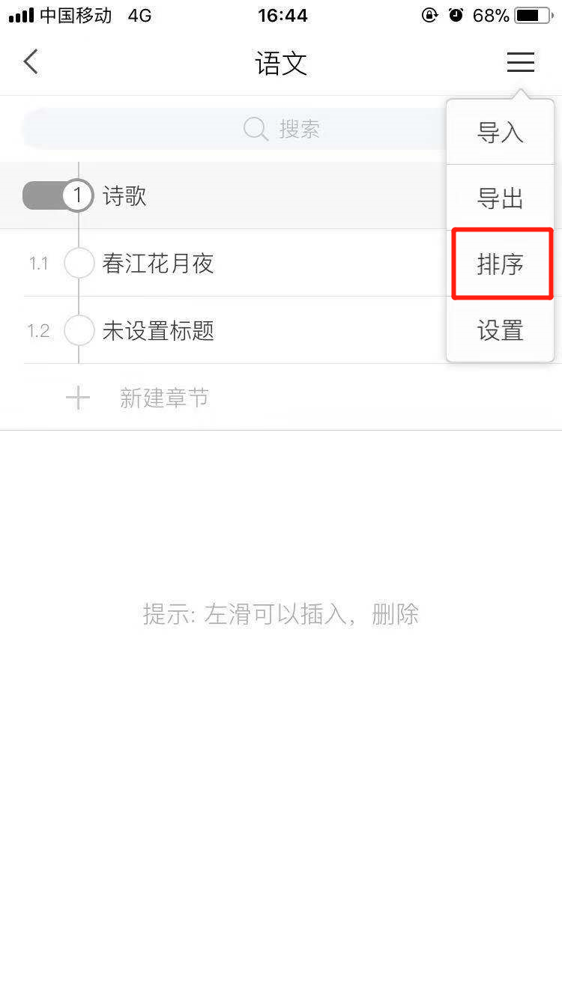 中国移动 4G 16:44 68%
语文
搜索
导入
导出
排序
设置
1 诗歌
1.1 春江花月夜
1.2 未设置标题
新建章节
提示: 左滑可以插入，删除